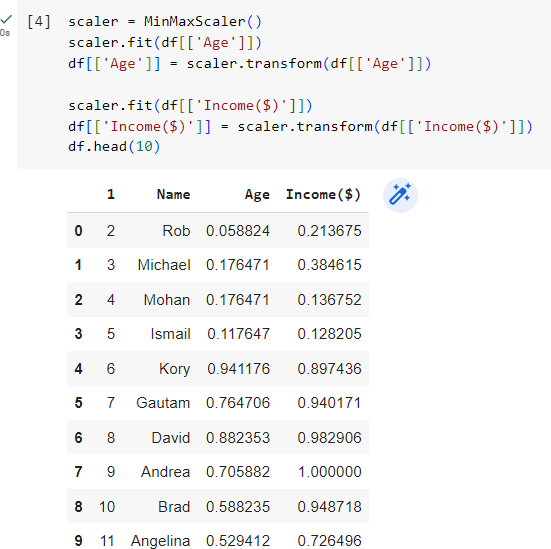 [4] scaler = MinMaxScaler()
0s scaler.fit(df[['Age']])
df[['Age']] = scaler.transform(df[['Age']])
scaler.fit(df[['Income($)']])
df[['Income($)']] = scaler.transform(df[['Income($)']])
df.head(10)
1 Name Age Income($)
0 2 Rob 0.058824 0.213675
1 3 Michael 0.176471 0.384615
2 4 Mohan 0.176471 0.136752
3 5 Ismail 0.117647 0.128205
4 6 Kory 0.941176 0.897436
5 7 Gautam 0.764706 0.940171
6 8 David 0.882353 0.982906
7 9 Andrea 0.705882 1.000000
8 10 Brad 0.588235 0.948718
9 11 Angelina 0.529412 0.726496